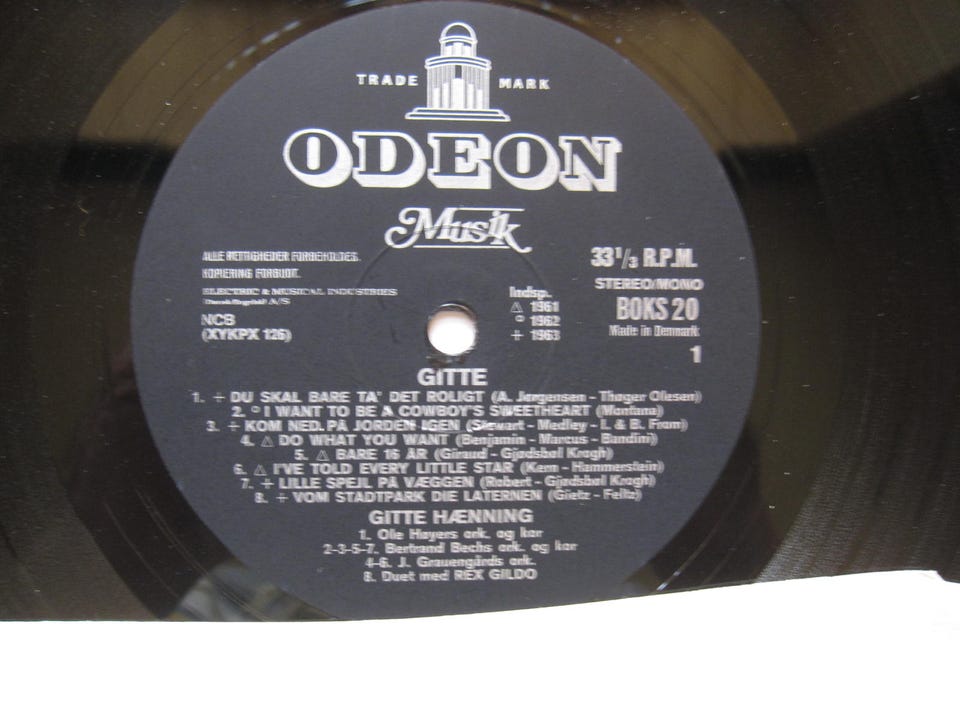 TRADE MARK
ODEON
Musik
ALLE RETTIGHEDER FORBEHOLDES.
KOPIERING FORBUDT.
ELECTRIC & MUSICAL INDUSTRIES
A/S
NCB
(XYKPX 126)
Indsp.
△ 1961
° 1962
+ 1963
33 1/3 R.P.M.
STEREO/MONO
BOKS 20
Made in Denmark
1
GITTE
1. + DU SKAL BARE TA' DET ROLIGT (A. Jørgensen - Thøger Olesen)
2. ° I WANT TO BE A COWBOY'S SWEETHEART (Montana)
3. + KOM NED PÅ JORDEN IGEN (Stewart - Medley - I. & B. From)
4. △ DO WHAT YOU WANT (Benjamin - Marcus - Bandini)
5. △ BARE 16 ÅR (Giraud - Gjødsbøl Krogh)
6. △ I'VE TOLD EVERY LITTLE STAR (Kern - Hammerstein)
7. + LILLE SPEJL PÅ VÆGGEN (Robert - Gjødsbøl Krogh)
8. + VOM STADTPARK DIE LATERNEN (Gietz - Feltz)
GITTE HÆNNING
1. Ole Høyers ork. og kor
2-3-5-7. Bertrand Bechs ork. og kor
4-6. J. Grauengårds ork.
8. Duet med REX GILDO